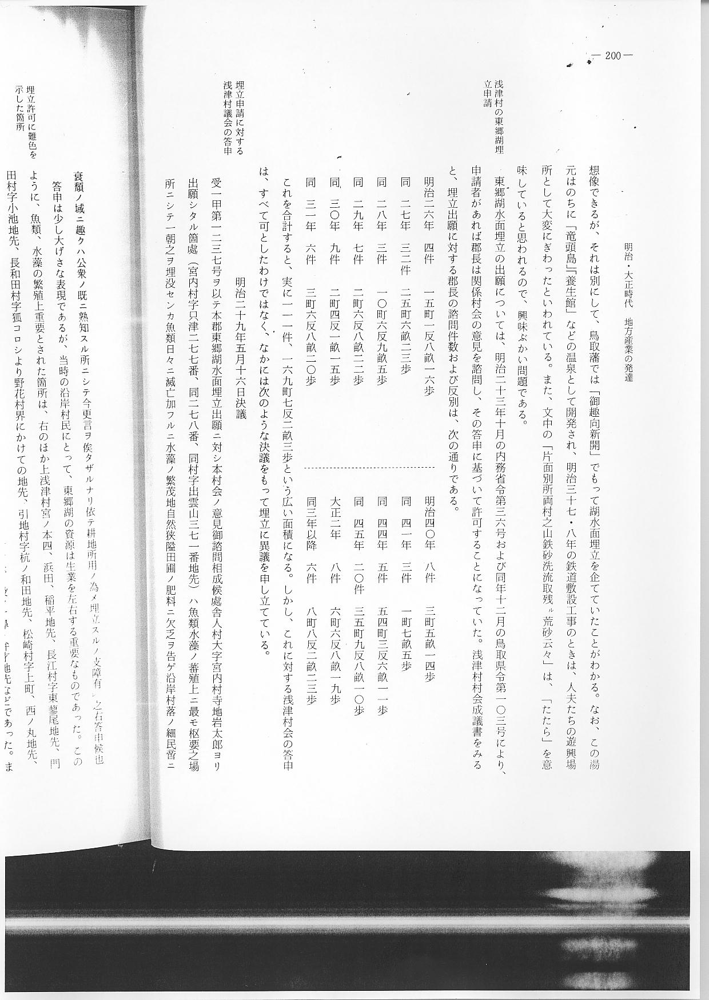 ― 200 ―
明治・大正時代　地方産業の発達
想像できるが、それは別にして、鳥取藩では「御趣向新開」でもって湖水面埋立を企てていたことがわかる。なお、この湯
元はのちに「竜頭島」「養生館」などの温泉として開発され、明治三十七・八年の鉄道敷設工事のときは、人夫たちの遊興場
所として大変にぎわったといわれている。また、文中の「片面別所両村之山鉄砂洗流取残ル荒砂云々」は、「たたら」を意
味していると思われるので、興味ぶかい問題である。
浅津村の東郷湖埋
立申請
東郷湖水面埋立の出願については、明治二十三年十月の内務省令第三六号および同年十二月の鳥取県令第一〇三号により、
申請者があれば郡長は関係村会の意見を諮問し、その答申に基づいて許可することになっていた。浅津村村会成議書をみる
と、埋立出願に対する郡長の諮問件数および反別は、次の通りである。
明治二六年　四件　一五町一反八畝一六歩
同　二七年　三二件　二五町六畝二三歩
同　二八年　三件　一〇町六反九畝五歩
同　二九年　七件　二町六反八畝二二歩
同　三〇年　九件　二町四反一畝一五歩
同　三一年　六件　三町六反八畝二〇歩
明治四〇年　八件　三町五畝一四歩
同　四一年　三件　一町七畝五歩
同　四四年　五件　五四町三反六畝一一歩
同　四五年　二〇件　三五町九反八畝一〇歩
大正二年　八件　六町六反八畝一九歩
同三年以降　六件　八町八反二畝二三歩
これを合計すると、実に一一一件、一六九町七反二畝三歩という広い面積になる。しかし、これに対する浅津村会の答申
は、すべて可としたわけではなく、なかには次のような決議をもって埋立に異議を申し立てている。
埋立申請に対する
浅津村議会の答申
明治二十九年五月十六日決議
受一甲第一二三七号ヲ以テ本郡東郷湖水面埋立出願ニ対シ本村会ノ意見御諮問相成候處舎人村大字宮内村寺地岩太郎ヨリ
出願シタル箇處（宮内村字只津二七七番、同二七八番、同村字出雲山三七一番地先）ハ魚類水藻ノ蕃殖上ニ最モ枢要之場
所ニシテ一朝之ヲ埋没センカ魚類日々ニ滅亡加フルニ水藻ノ繁茂地自然狭隘田圃ノ肥料ニ欠乏ヲ告ゲ沿岸村落ノ細民啻ニ
衰頽ノ域ニ趣クハ公衆ノ既ニ熟知スル所ニシテ今更言ヲ俟タザルナリ依テ耕地所用ノ為メ埋立スルノ支障有之右答申候也
答申は少し大げさな表現であるが、当時の沿岸村民にとって、東郷湖の資源は生業を左右する重要なものであった。この
埋立許可に難色を
示した箇所
ように、魚類、水藻の繁殖上重要とされた箇所は、右のほか上浅津村宮ノ本四、浜田、稲平地先、長江村字東蓼尾地先、門
田村字小池地先、長和田村字狐コロシより野花村界にかけての地先、引地村字杭ノ和田地先、松崎村字上町、西ノ丸地先、
地先などであった。ま